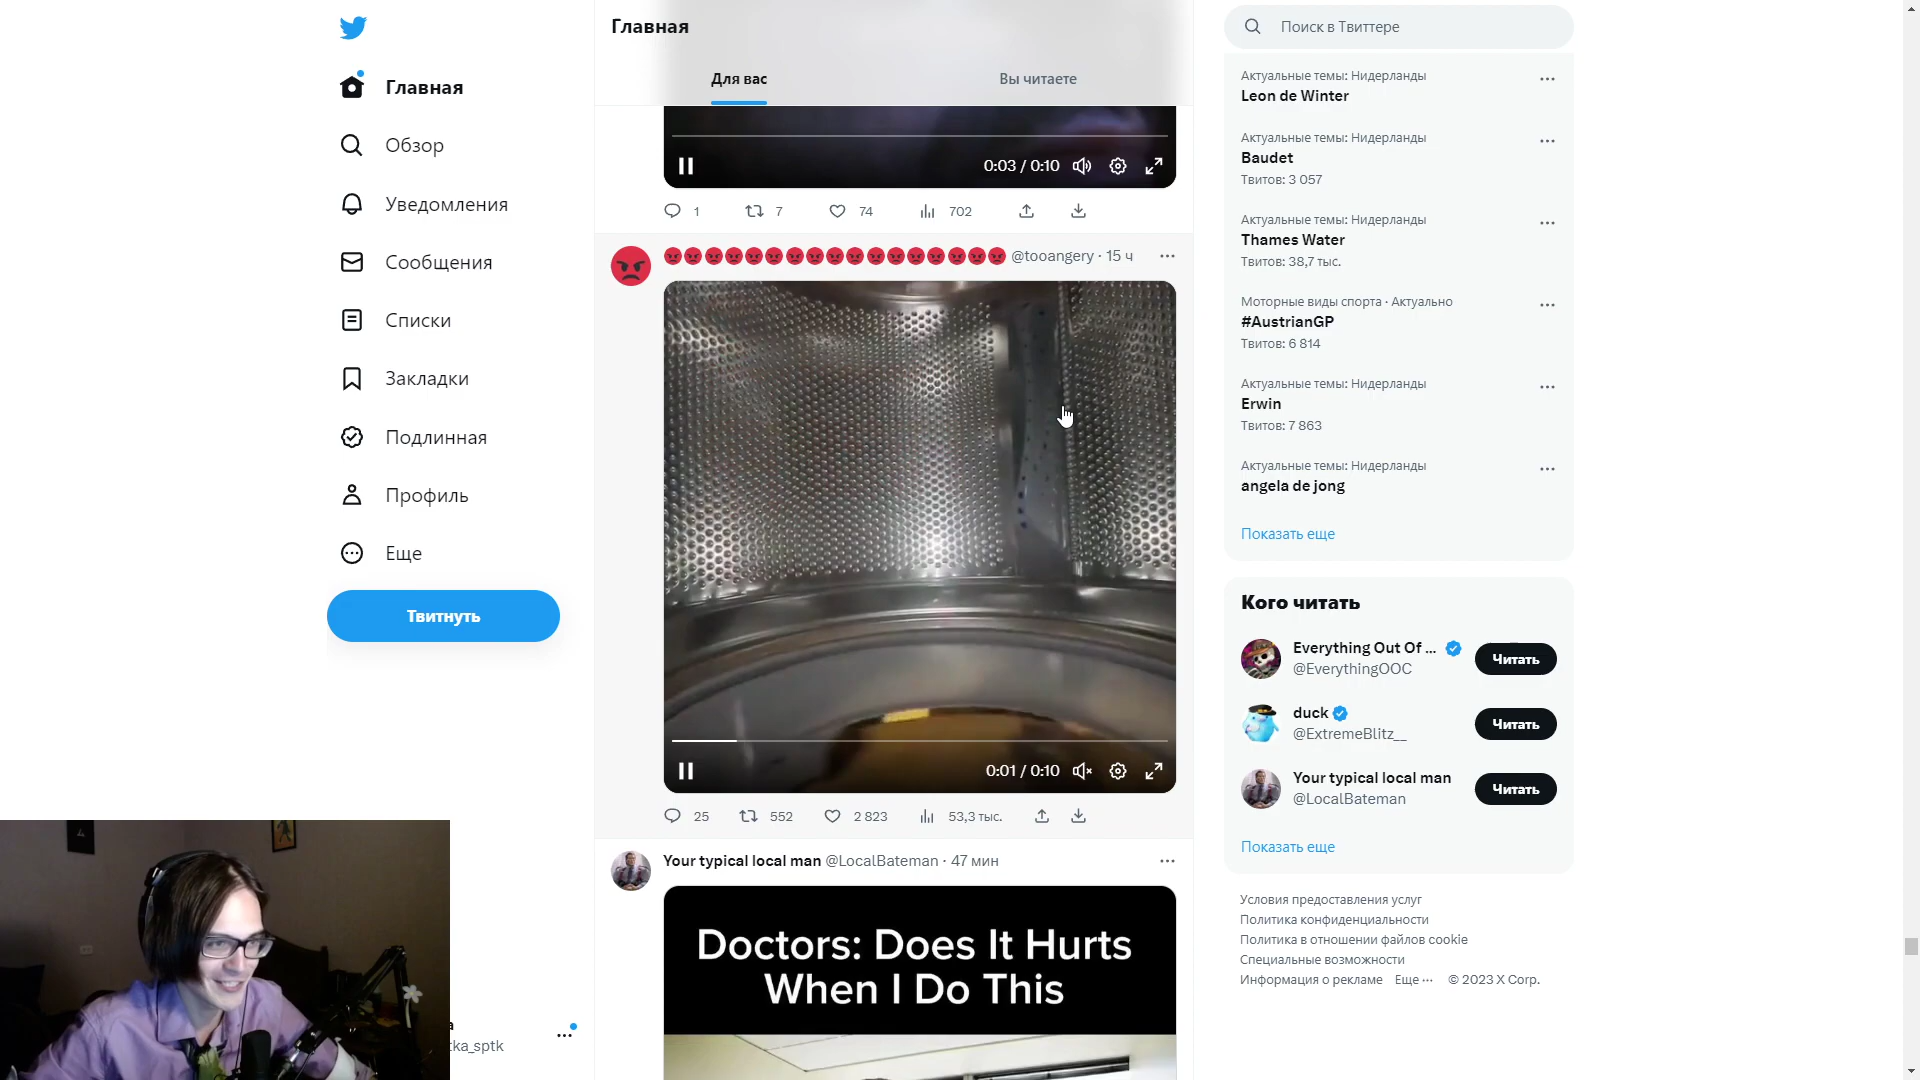 Главная
Обзор
Уведомления
Сообщения
Списки
Закладки
Подлинная
Профиль
Еще
Твитнуть
tka_sptk
Главная
Для вас
Вы читаете
0:03 / 0:10
1
7
74
702
@tooangery · 15 ч
0:01 / 0:10
25
552
2 823
53,3 тыс.
Your typical local man @LocalBateman · 47 мин
Doctors: Does It Hurts
When I Do This
Поиск в Твиттере
Актуальные темы: Нидерланды
Leon de Winter
Актуальные темы: Нидерланды
Baudet
Твитов: 3 057
Актуальные темы: Нидерланды
Thames Water
Твитов: 38,7 тыс.
Моторные виды спорта · Актуально
#AustrianGP
Твитов: 6 814
Актуальные темы: Нидерланды
Erwin
Твитов: 7 863
Актуальные темы: Нидерланды
angela de jong
Показать еще
Кого читать
Everything Out Of ...
@EverythingOOC
Читать
duck
@ExtremeBlitz__
Читать
Your typical local man
@LocalBateman
Читать
Показать еще
Условия предоставления услуг
Политика конфиденциальности
Политика в отношении файлов cookie
Специальные возможности
Информация о рекламе Еще ··· © 2023 X Corp.